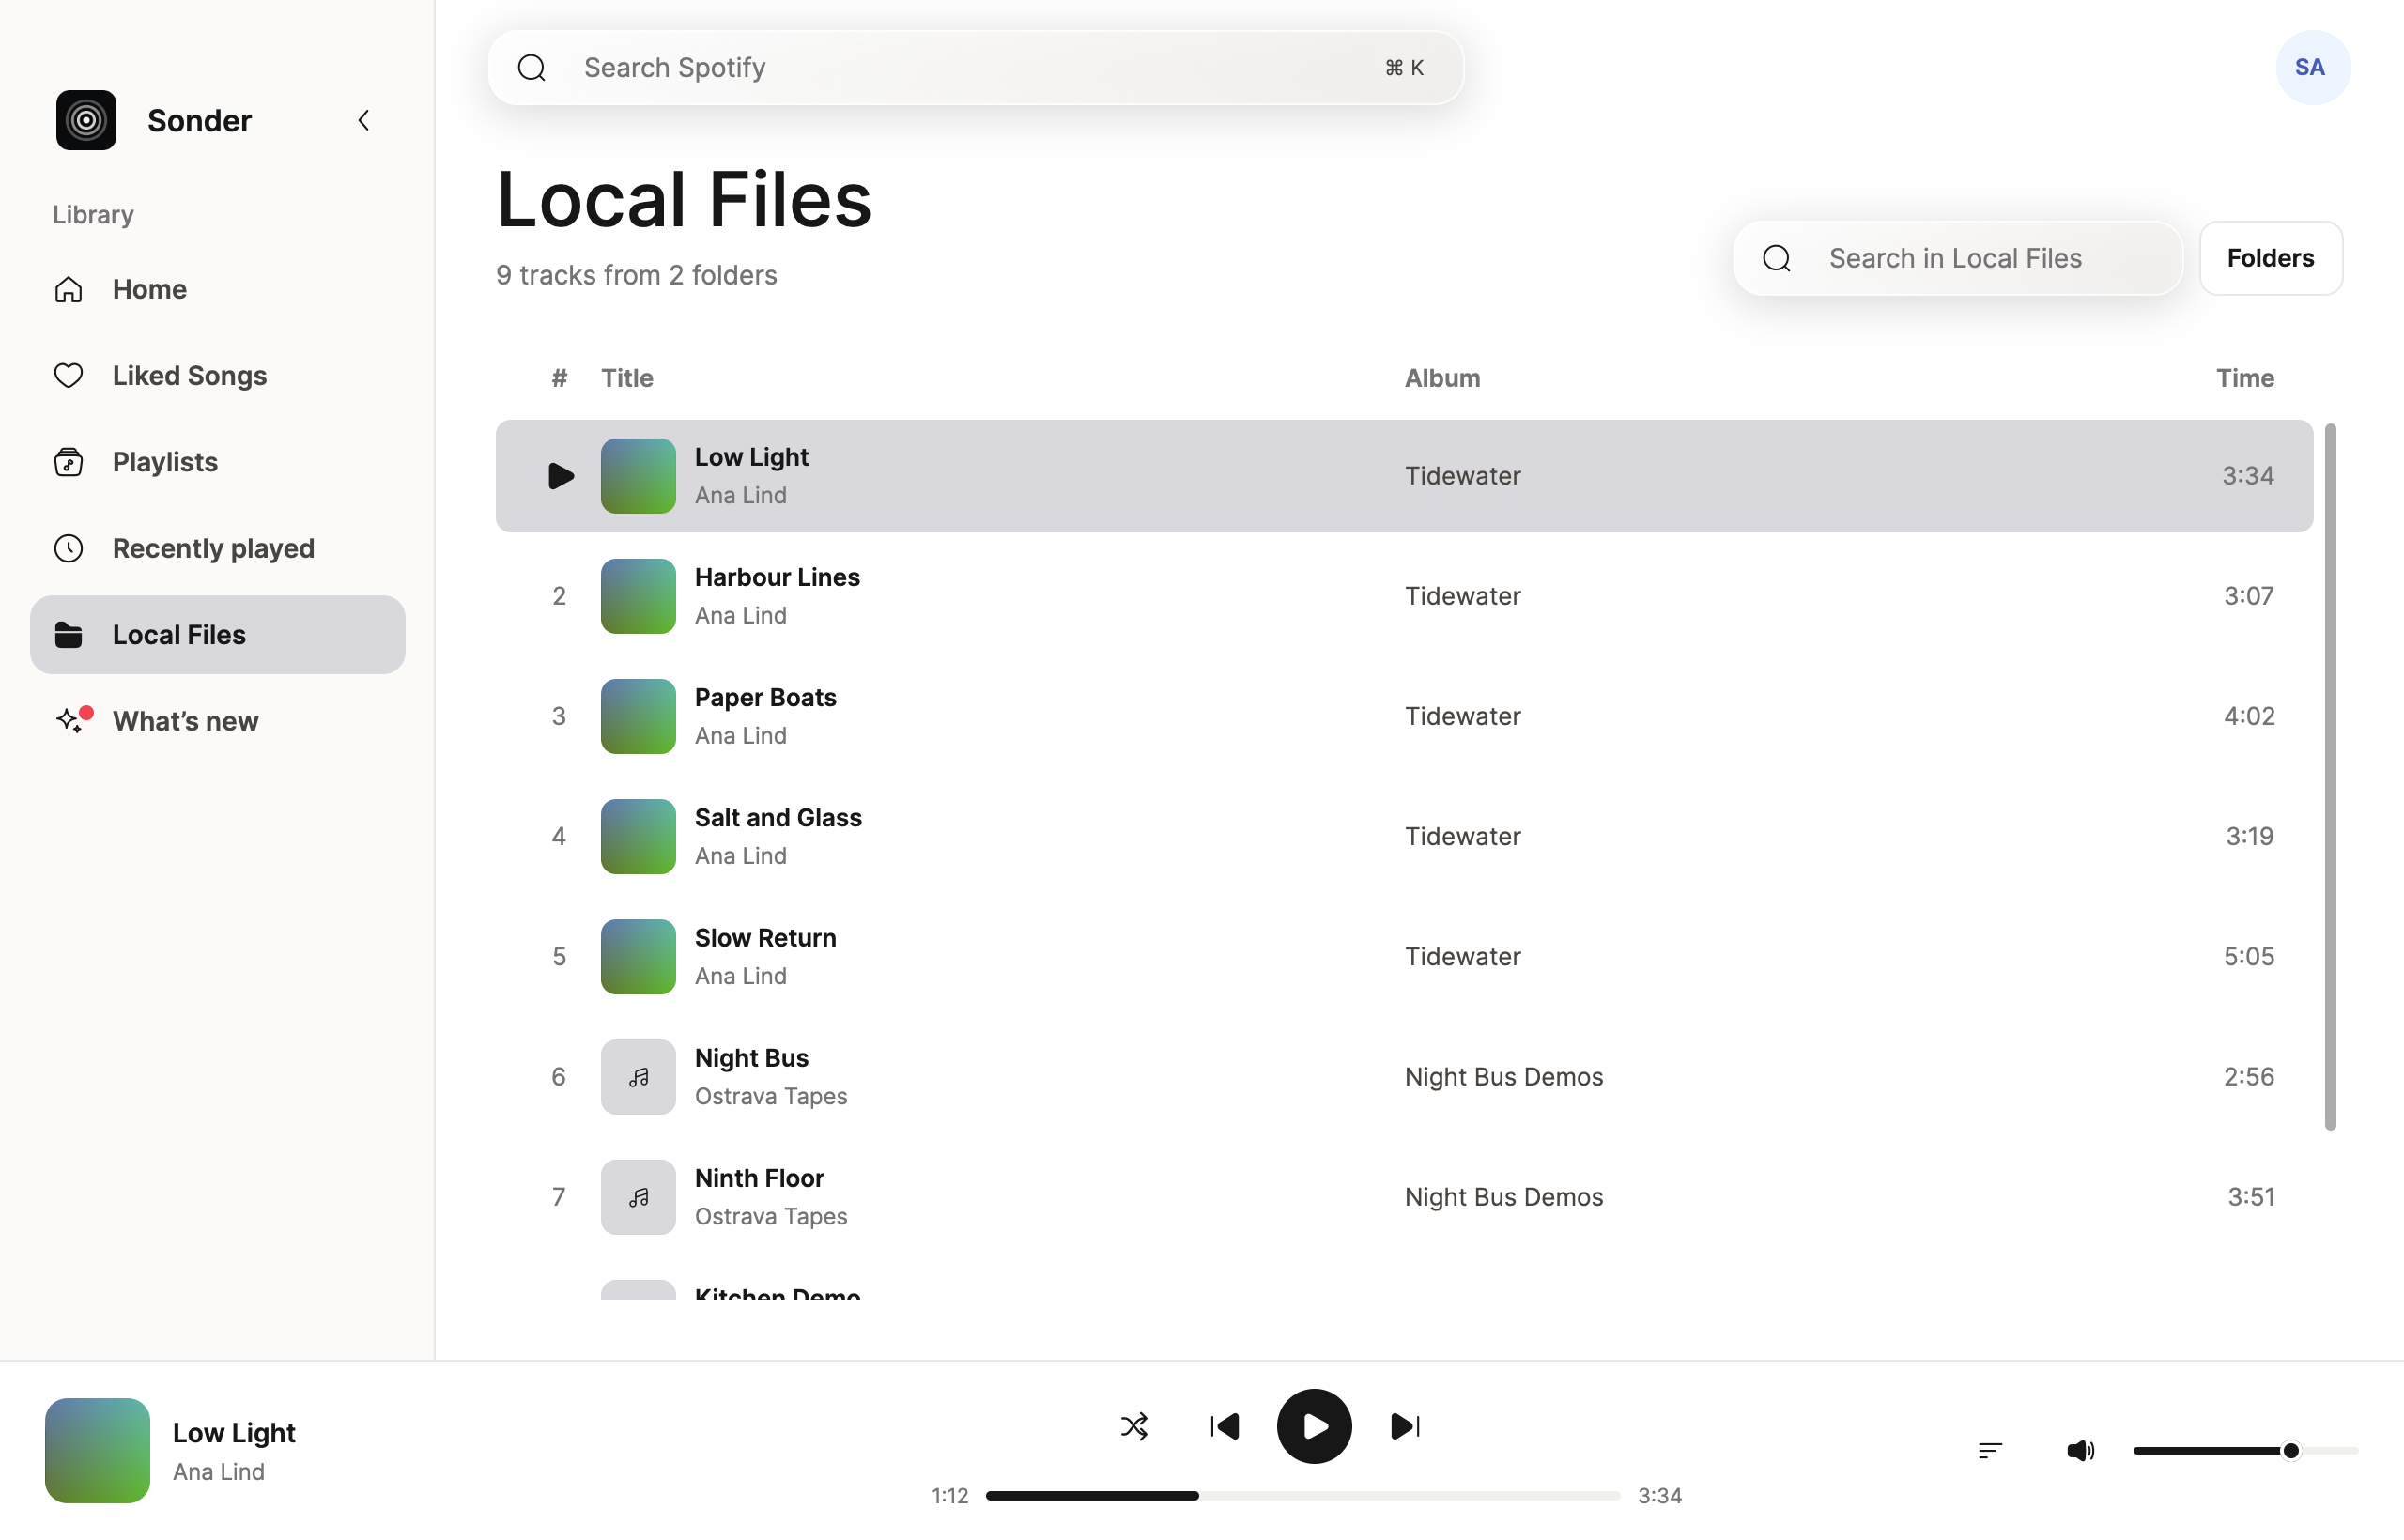 Search Spotify
⌘ K
SA
Sonder
Library
Home
Liked Songs
Playlists
Recently played
Local Files
What’s new
Local Files
9 tracks from 2 folders
Search in Local Files
Folders
# Title Album Time
Low Light
Ana Lind
Tidewater
3:34
2
Harbour Lines
Ana Lind
Tidewater
3:07
3
Paper Boats
Ana Lind
Tidewater
4:02
4
Salt and Glass
Ana Lind
Tidewater
3:19
5
Slow Return
Ana Lind
Tidewater
5:05
6
Night Bus
Ostrava Tapes
Night Bus Demos
2:56
7
Ninth Floor
Ostrava Tapes
Night Bus Demos
3:51
Kitchen Demo
Low Light
Ana Lind
1:12
3:34